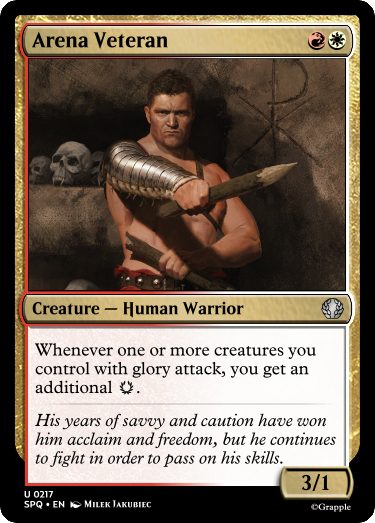 Arena Veteran
Creature — Human Warrior
Whenever one or more creatures you
control with glory attack, you get an
additional .
His years of savvy and caution have won
him acclaim and freedom, but he continues
to fight in order to pass on his skills.
3/1
U 0217
SPQ • EN Milek Jakubiec
©Grapple